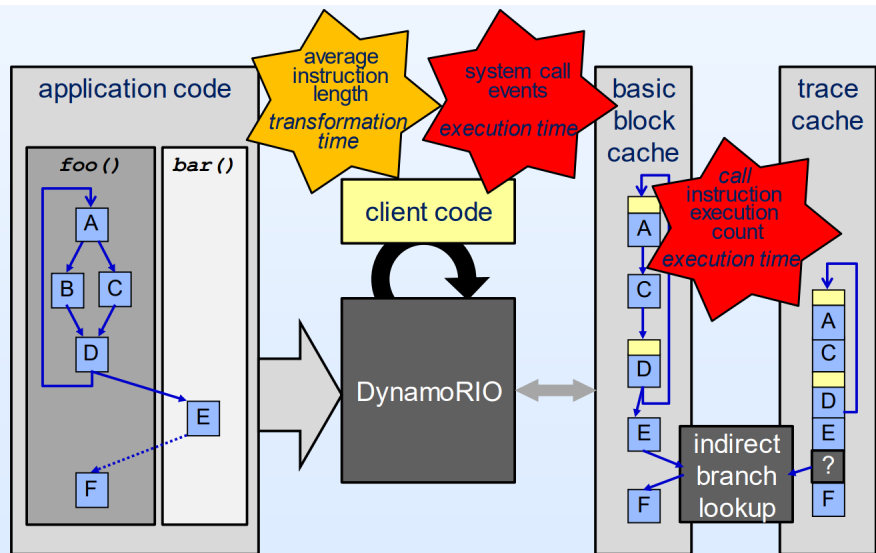 application code
foo()
bar()
A
B
C
D
E
F
average
instruction
length
transformation
time
system call
events
execution time
client code
DynamoRIO
basic
block
cache
A
C
D
E
F
call
instruction
execution
count
execution time
indirect
branch
lookup
trace
cache
A
C
D
E
?
F